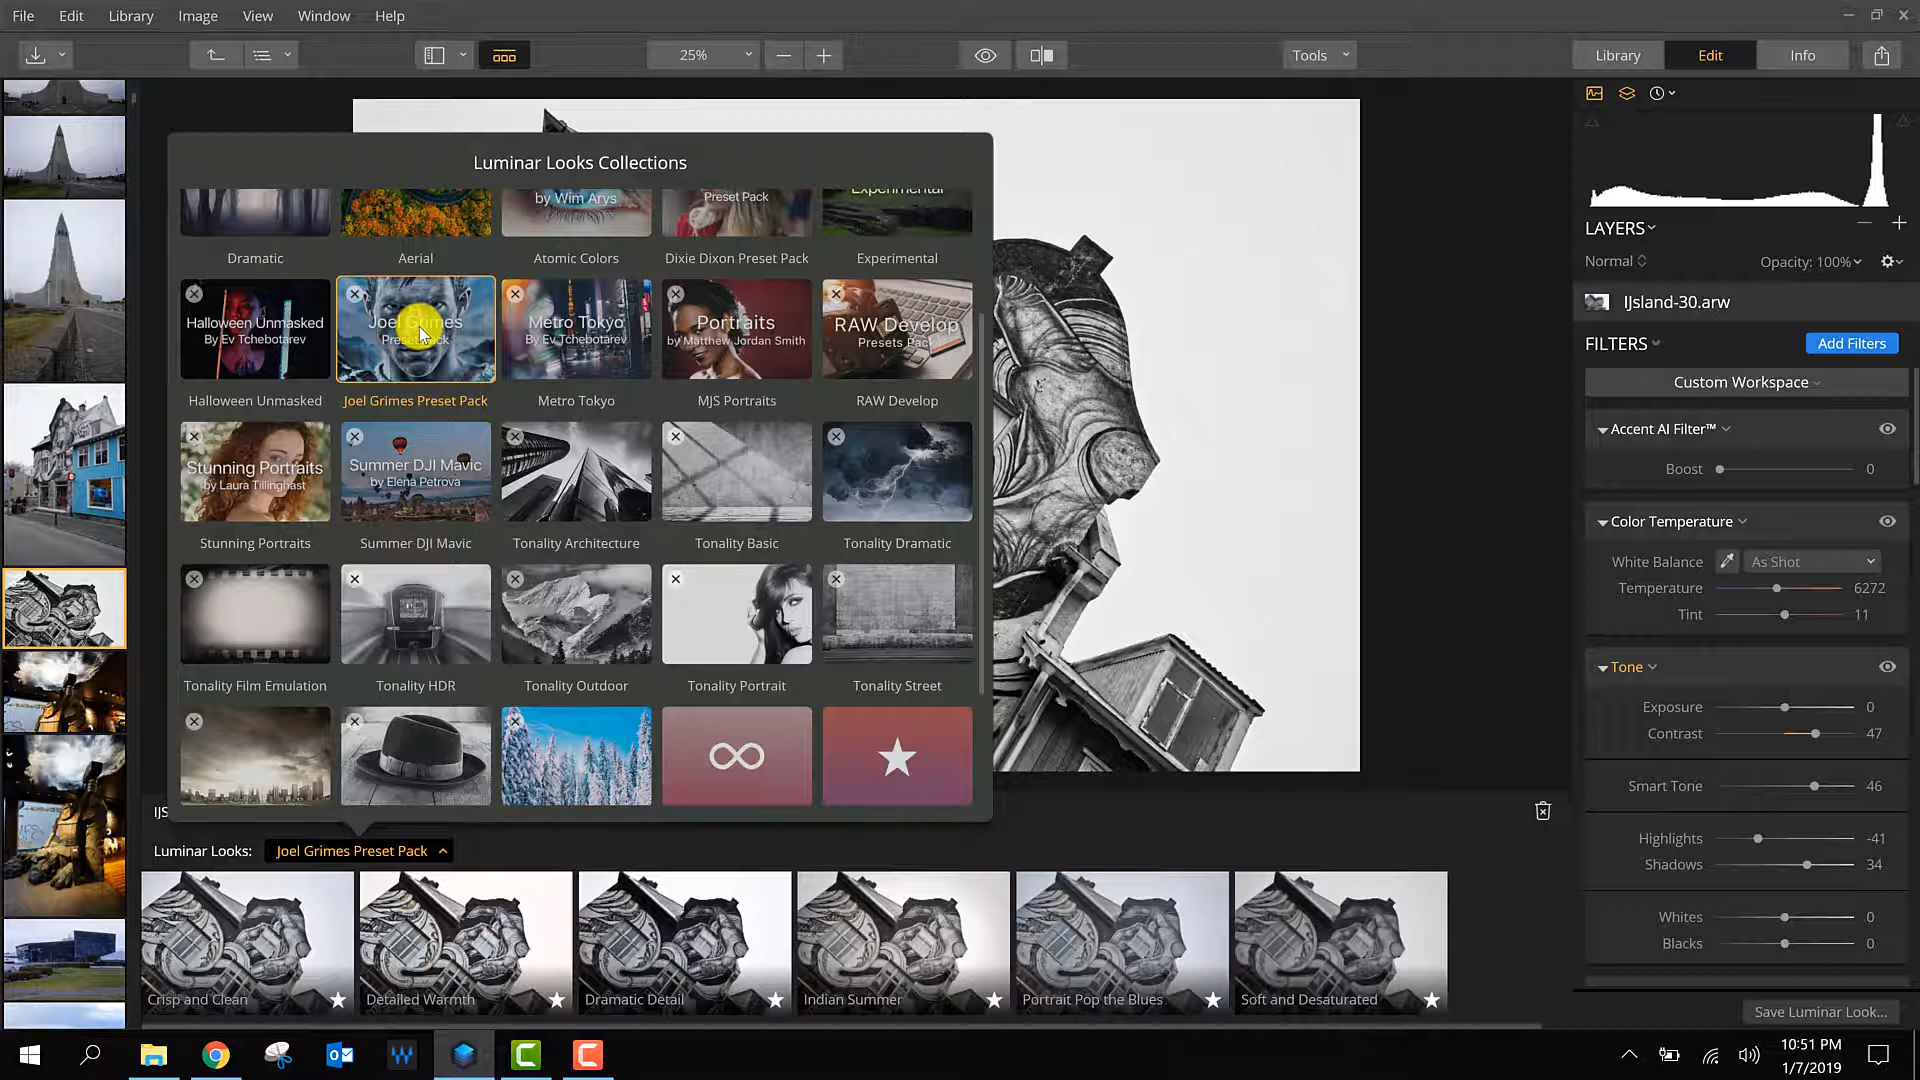 File Edit Library Image View Window Help
25% Tools Library Edit Info
Luminar Looks Collections
by Wim Arys
Preset Pack
Experimental
Dramatic Aerial Atomic Colors Dixie Dixon Preset Pack Experimental
Halloween Unmasked
By Ev Tchebotarev
Joel Grimes
Preset Pack
Metro Tokyo
By Ev Tchebotarev
Portraits
by Matthew Jordan Smith
RAW Develop
Presets Pack
Halloween Unmasked Joel Grimes Preset Pack Metro Tokyo MJS Portraits RAW Develop
Stunning Portraits
by Laura Tillinghast
Summer DJI Mavic
by Elena Petrova
Stunning Portraits Summer DJI Mavic Tonality Architecture Tonality Basic Tonality Dramatic
Tonality Film Emulation Tonality HDR Tonality Outdoor Tonality Portrait Tonality Street
Luminar Looks: Joel Grimes Preset Pack
Crisp and Clean Detailed Warmth Dramatic Detail Indian Summer Portrait Pop the Blues Soft and Desaturated
LAYERS
Normal Opacity: 100%
IJsland-30.arw
FILTERS Add Filters
Custom Workspace
Accent AI Filter™
Boost 0
Color Temperature
White Balance As Shot
Temperature 6272
Tint 11
Tone
Exposure 0
Contrast 47
Smart Tone 46
Highlights -41
Shadows 34
Whites 0
Blacks 0
Save Luminar Look...
10:51 PM
1/7/2019